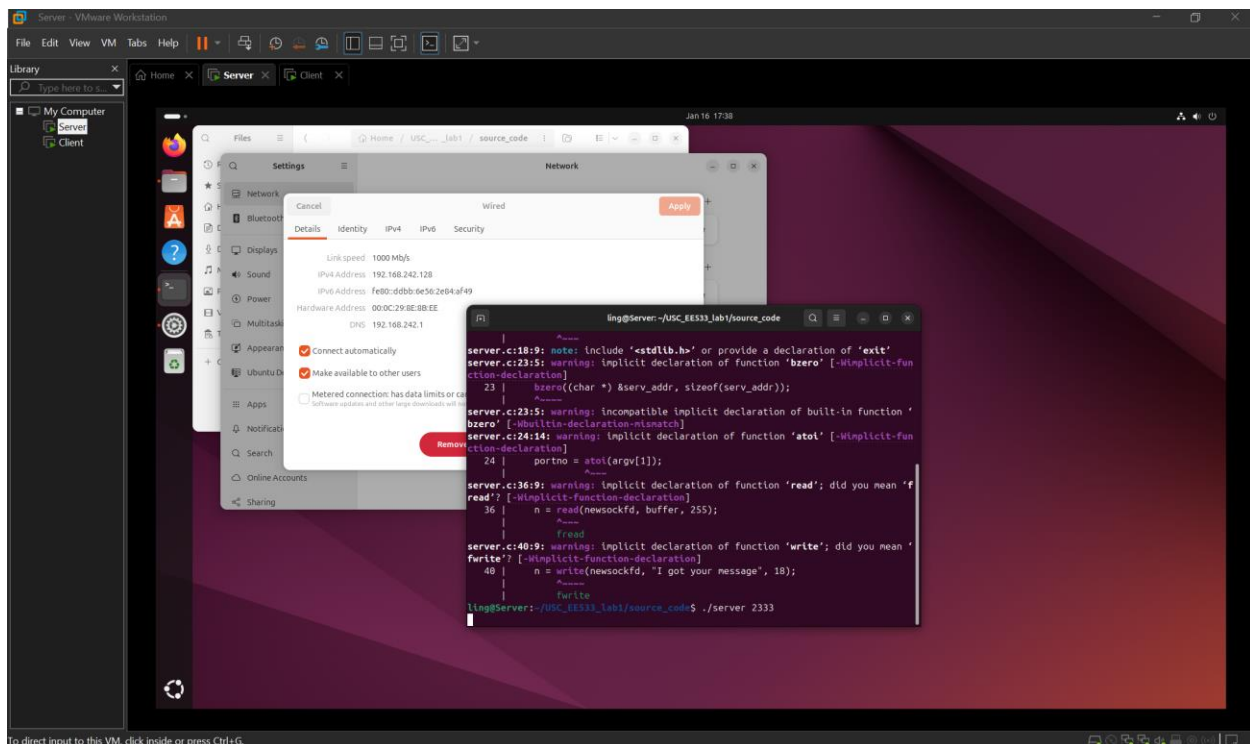 Server - VMware Workstation
File Edit View VM Tabs Help
Library
Type here to s...
Home Server Client
My Computer
Server
Client
Jan 16 17:38
Files
Home / USC_... _lab1 / source_code
Settings
Network
Network
Bluetooth
Displays
Sound
Power
Multitaski
Appearan
Ubuntu D
Apps
Notificati
Search
Online Accounts
Sharing
Cancel Wired Apply
Details Identity IPv4 IPv6 Security
Link speed 1000 Mb/s
IPv4 Address 192.168.242.128
IPv6 Address fe80::ddbb:6e56:2e84:af49
Hardware Address 00:0C:29:8E:8B:EE
DNS 192.168.242.1
Connect automatically
Make available to other users
Metered connection: has data limits or ca
Software updates and other large downloads will no
Remove
ling@Server: ~/USC_EE533_lab1/source_code
| ^~~~
server.c:18:9: note: include ‘<stdlib.h>’ or provide a declaration of ‘exit’
server.c:23:5: warning: implicit declaration of function ‘bzero’ [-Wimplicit-fun
ction-declaration]
23 | bzero((char *) &serv_addr, sizeof(serv_addr));
| ^~~~~
server.c:23:5: warning: incompatible implicit declaration of built-in function ‘
bzero’ [-Wbuiltin-declaration-mismatch]
server.c:24:14: warning: implicit declaration of function ‘atoi’ [-Wimplicit-fun
ction-declaration]
24 | portno = atoi(argv[1]);
| ^~~~
server.c:36:9: warning: implicit declaration of function ‘read’; did you mean ‘f
read’? [-Wimplicit-function-declaration]
36 | n = read(newsockfd, buffer, 255);
| ^~~~
| fread
server.c:40:9: warning: implicit declaration of function ‘write’; did you mean ‘
fwrite’? [-Wimplicit-function-declaration]
40 | n = write(newsockfd, "I got your message", 18);
| ^~~~~
| fwrite
ling@Server:~/USC_EE533_lab1/source_code$ ./server 2333
To direct input to this VM, click inside or press Ctrl+G.